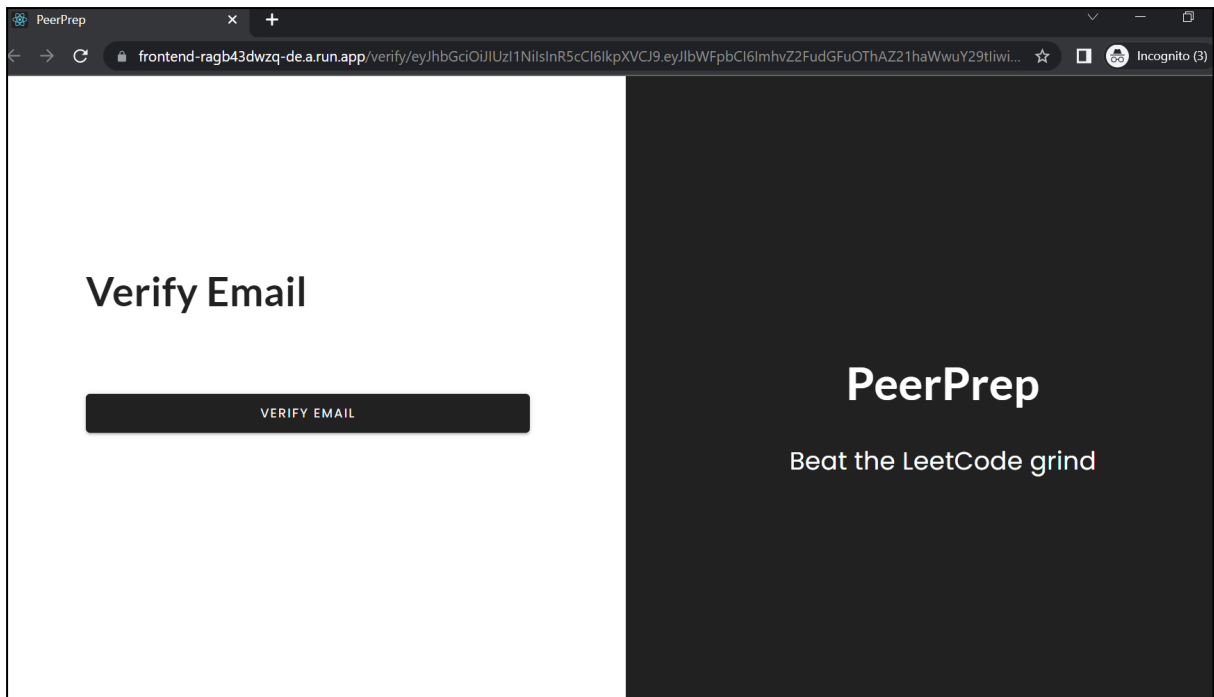 PeerPrep
frontend-ragb43dwzq-de.a.run.app/verify/eyJhbGciOiJIUzI1NiIsInR5cCI6IkpXVCJ9.eyJlbWFpbCI6ImhvZ2FudGFuOThAZ21haWwuY29tIiwi...
Incognito (3)
Verify Email
VERIFY EMAIL
PeerPrep
Beat the LeetCode grind